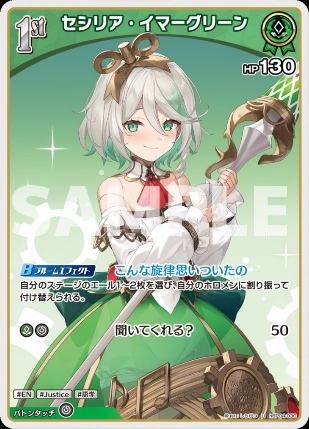 1st
セシリア・イマーグリーン
HP 130
SAMPLE
ブルームエフェクト
こんな旋律思いついたの
自分のステージのエール1~2枚を選び、自分のホロメンに割り振って
付け替えられる。
聞いてくれる?
50
#EN #Justice #語学
バトンタッチ